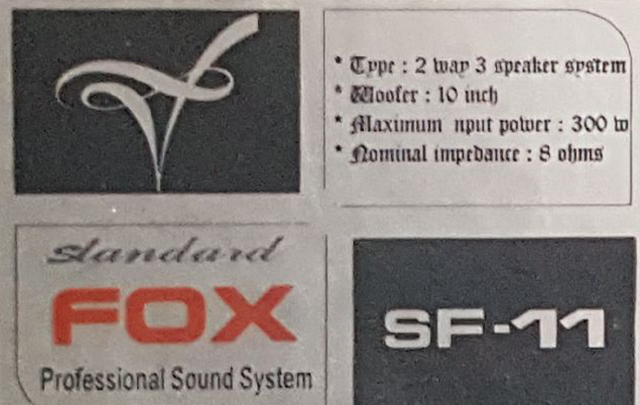 * Type : 2 way 3 speaker system
* Woofer : 10 inch
* Maximum nput power : 300 w
* Nominal impedance : 8 ohms
standard
FOX
Professional Sound System
SF-11